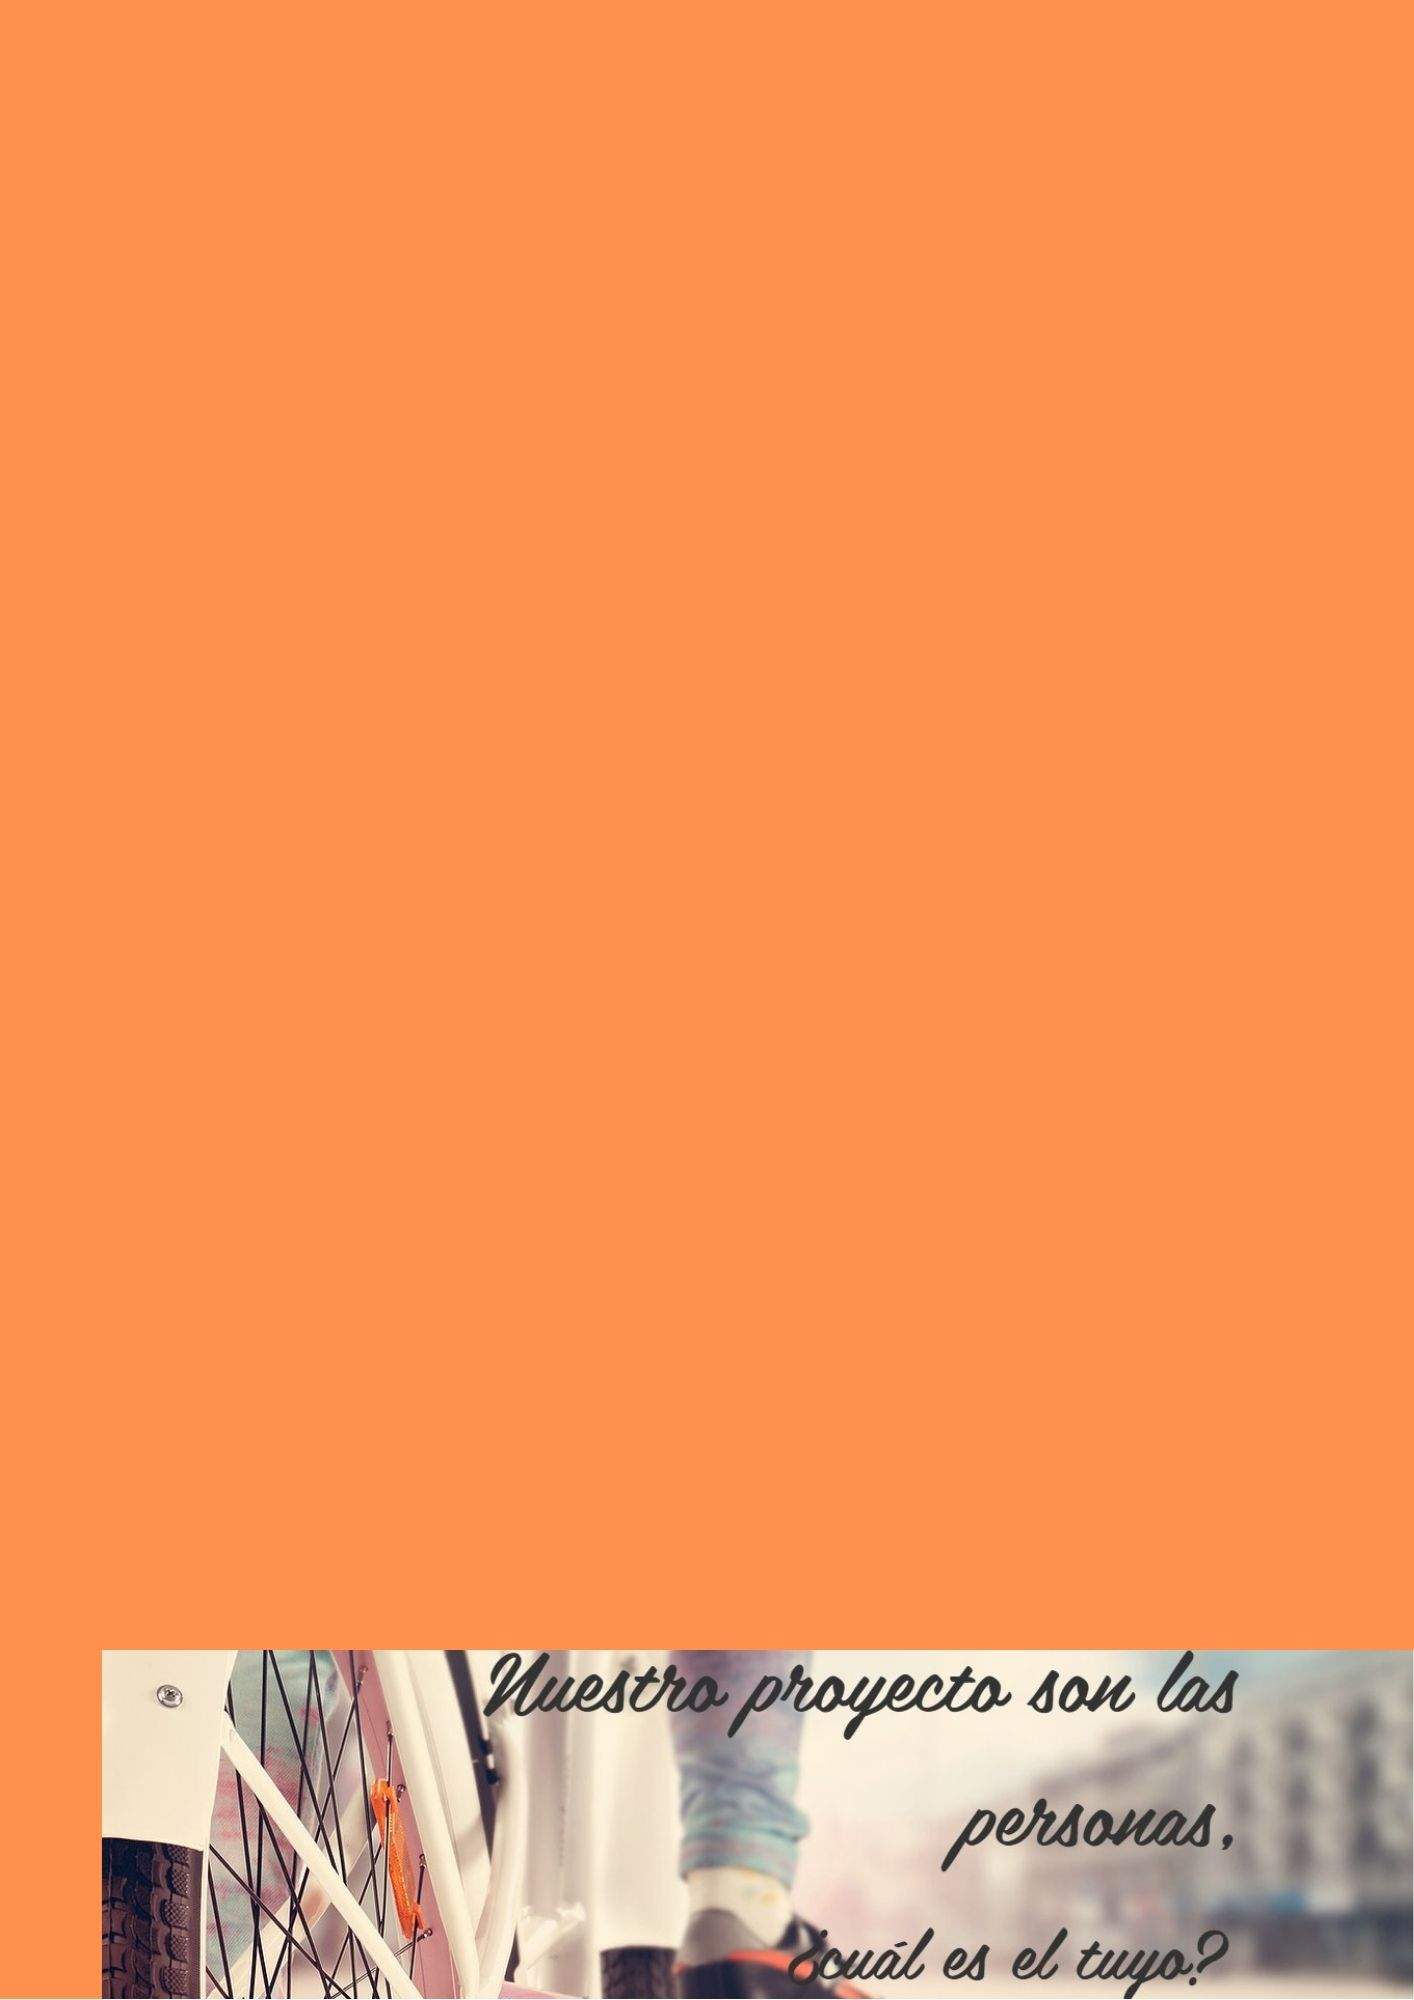 Nuestro proyecto son las
personas,
¿cuál es el tuyo?